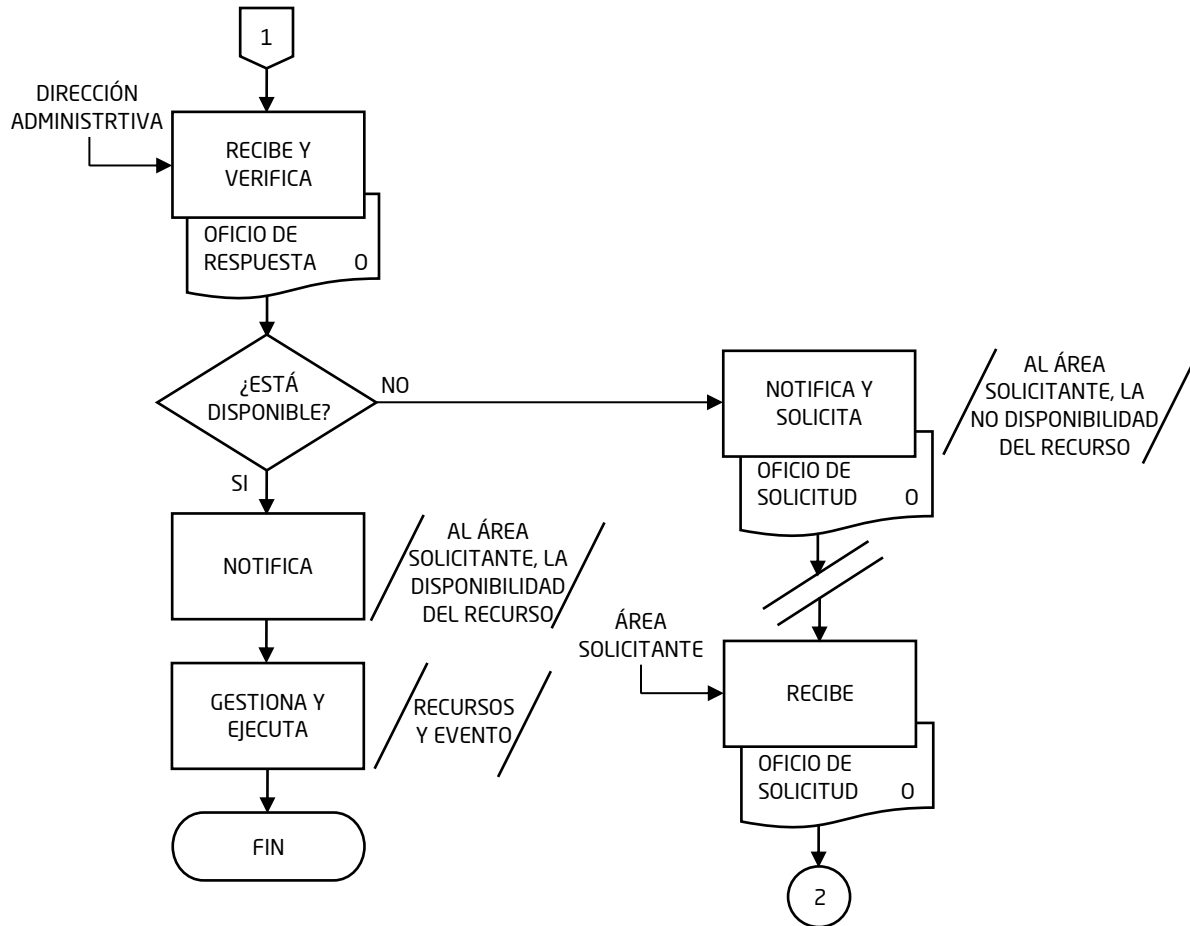 1
DIRECCIÓN
ADMINISTRTIVA
RECIBE Y
VERIFICA
OFICIO DE
RESPUESTA O
¿ESTÁ
DISPONIBLE?
NO
SI
NOTIFICA Y
SOLICITA
AL ÁREA
SOLICITANTE, LA
NO DISPONIBILIDAD
DEL RECURSO
OFICIO DE
SOLICITUD O
NOTIFICA
AL ÁREA
SOLICITANTE, LA
DISPONIBILIDAD
DEL RECURSO
GESTIONA Y
EJECUTA
RECURSOS
Y EVENTO
FIN
ÁREA
SOLICITANTE
RECIBE
OFICIO DE
SOLICITUD O
2